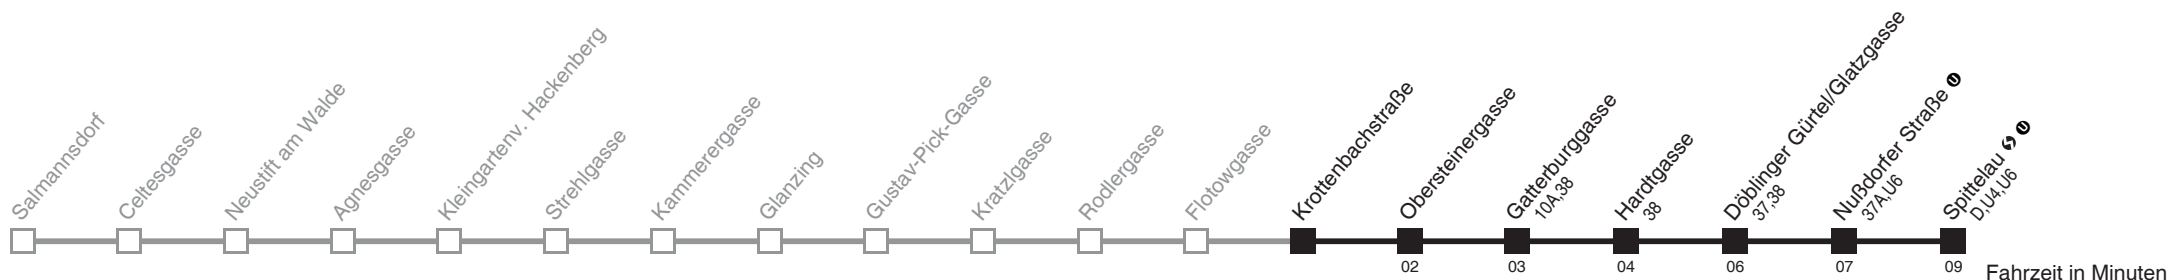 Salmannsdorf
Celtesgasse
Neustift am Walde
Agnesgasse
Kleingartenv. Hackenberg
Strehlgasse
Kammerergasse
Glanzing
Gustav-Pick-Gasse
Kratzlgasse
Rodlergasse
Flotowgasse
Krottenbachstraße
Obersteinergasse
Gatterburggasse
10A,38
Hardtgasse
38
Döblinger Gürtel/Glatzgasse
37,38
Nußdorfer Straße U
37A,U6
Spittelau S U
D,U4,U6
02 03 04 06 07 09 Fahrzeit in Minuten